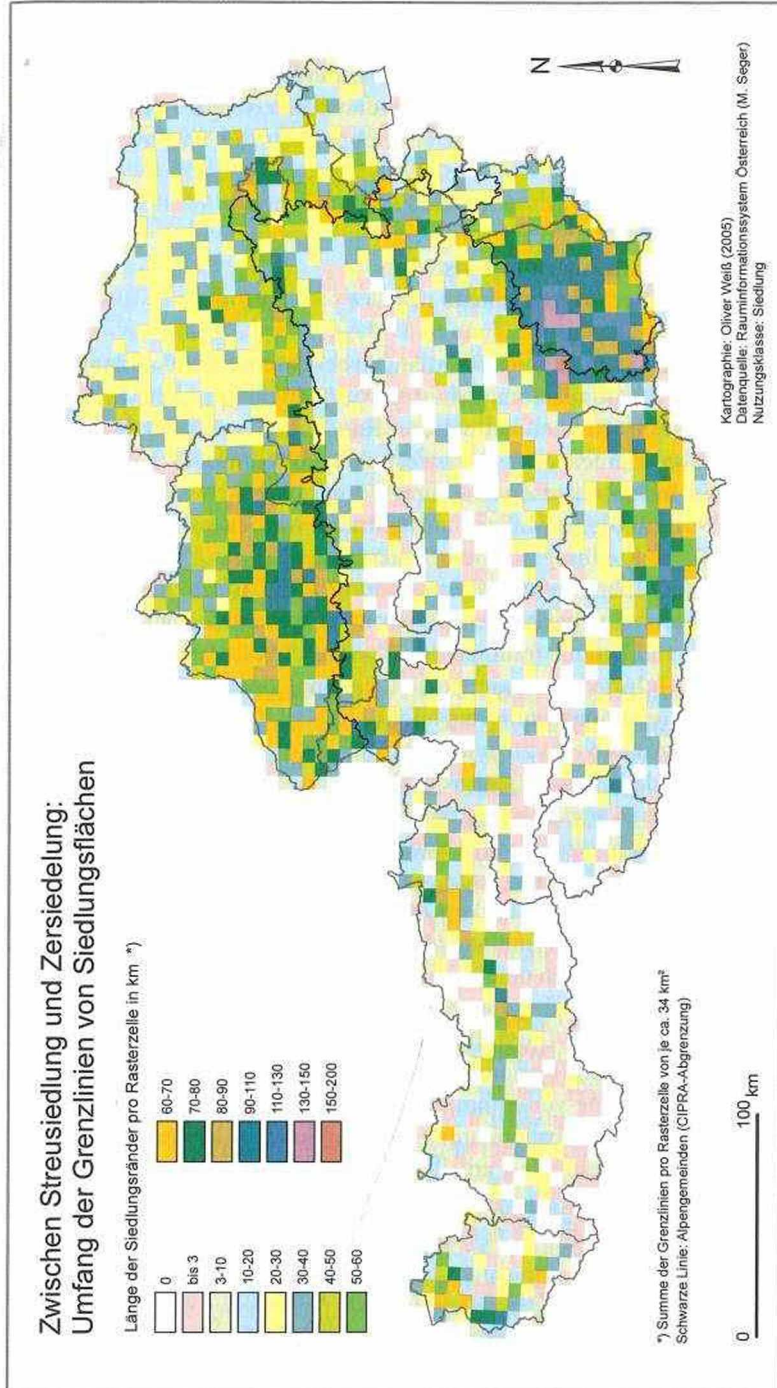 Zwischen Streusiedlung und Zersiedelung:
Umfang der Grenzlinien von Siedlungsflächen
Länge der Siedlungsränder pro Rasterzelle in km *)
0
bis 3
3-10
10-20
20-30
30-40
40-50
50-60
60-70
70-80
80-90
90-110
110-130
130-150
150-200
N
*) Summe der Grenzlinien pro Rasterzelle von je ca. 34 km²
Schwarze Linie: Alpengemeinden (CIPRA-Abgrenzung)
0
100
km
Kartographie: Oliver Weiß (2005)
Datenquelle: Rauminformationssystem Österreich (M. Seger)
Nutzungsklasse: Siedlung